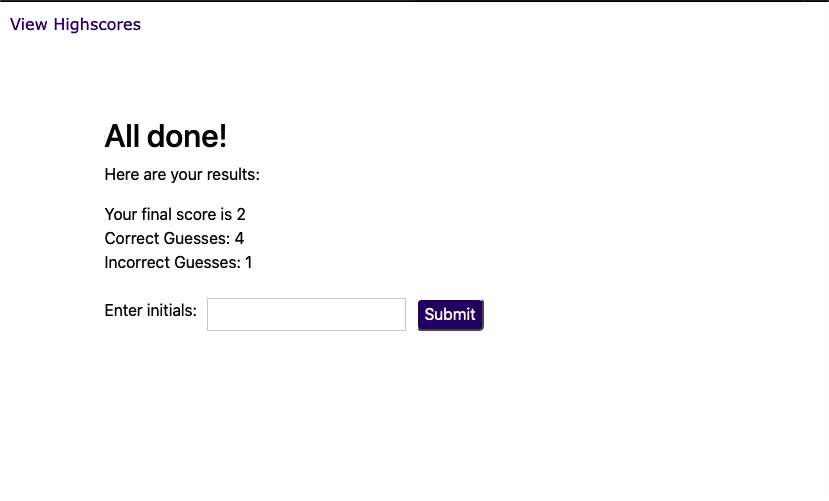 View Highscores
All done!
Here are your results:
Your final score is 2
Correct Guesses: 4
Incorrect Guesses: 1
Enter initials: Submit